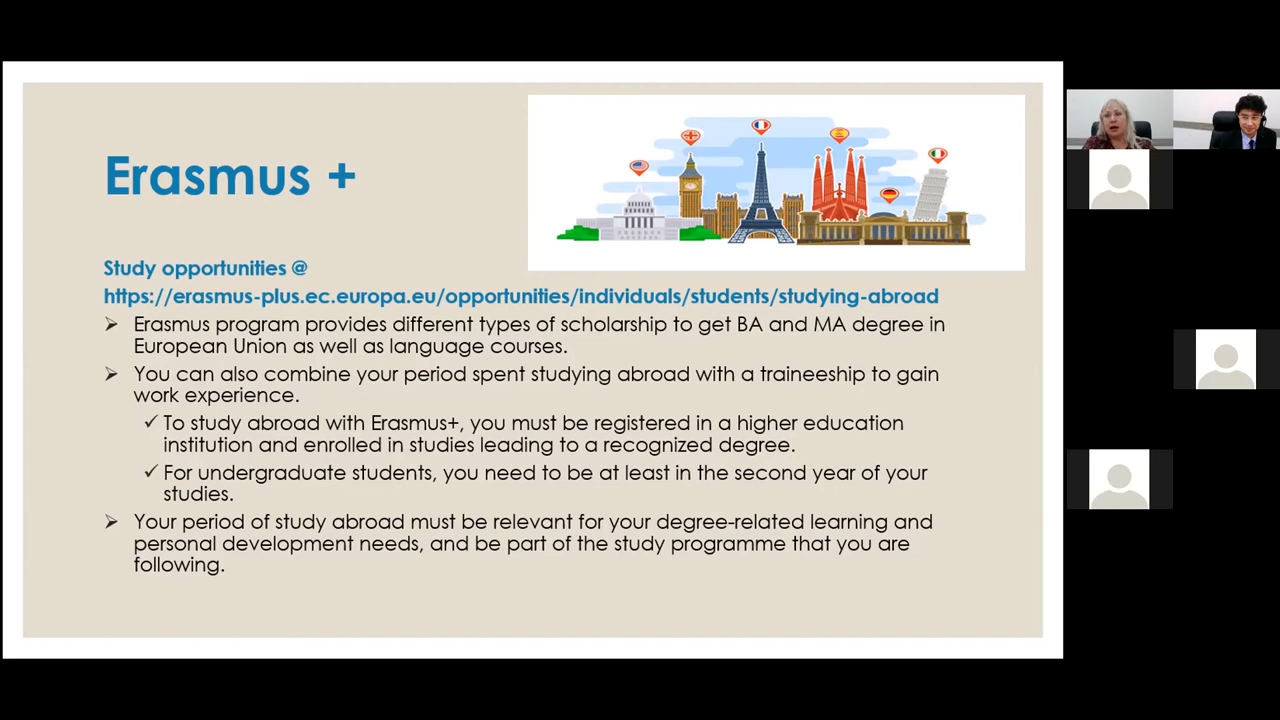 Erasmus +
Study opportunities @
https://erasmus-plus.ec.europa.eu/opportunities/individuals/students/studying-abroad
Erasmus program provides different types of scholarship to get BA and MA degree in
European Union as well as language courses.
You can also combine your period spent studying abroad with a traineeship to gain
work experience.
To study abroad with Erasmus+, you must be registered in a higher education
institution and enrolled in studies leading to a recognized degree.
For undergraduate students, you need to be at least in the second year of your
studies.
Your period of study abroad must be relevant for your degree-related learning and
personal development needs, and be part of the study programme that you are
following.